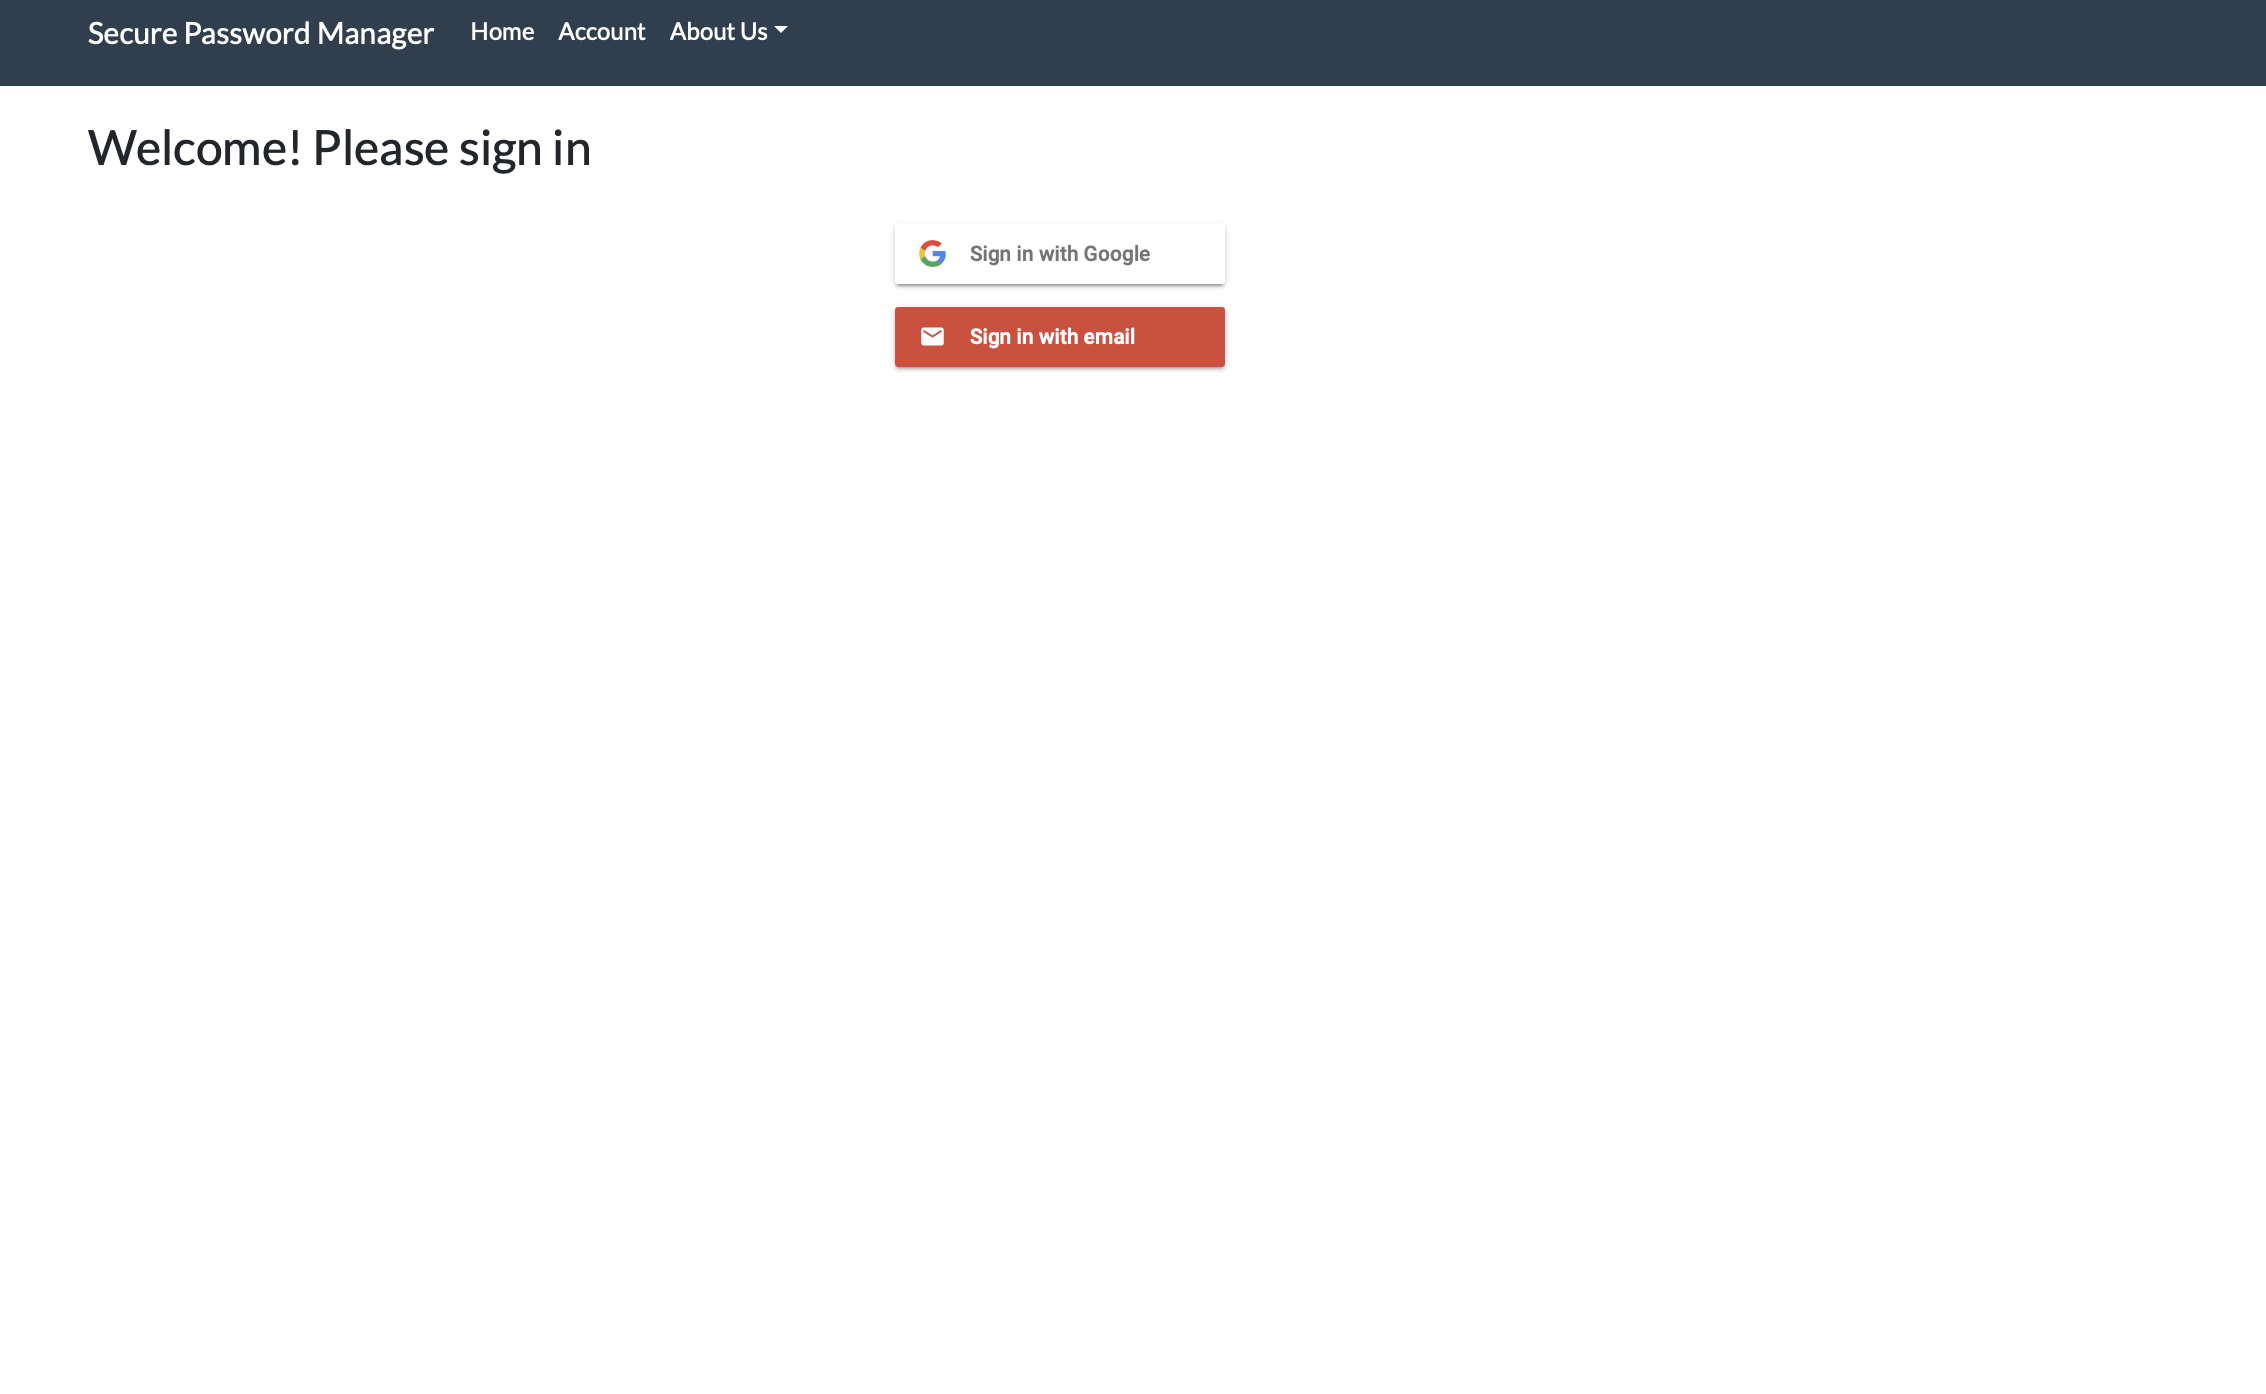 Secure Password Manager Home Account About Us
Welcome! Please sign in
Sign in with Google
Sign in with email